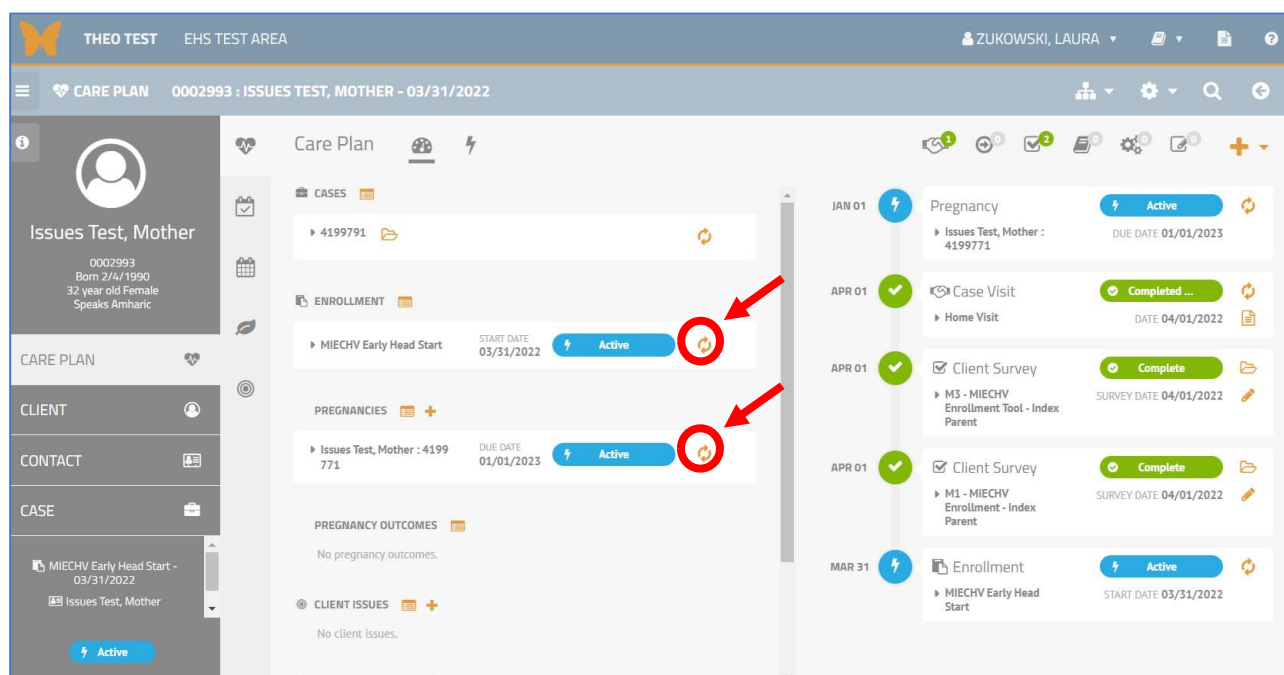 THEO TEST EHS TEST AREA ZUKOWSKI, LAURA
CARE PLAN 0002993 : ISSUES TEST, MOTHER - 03/31/2022
Issues Test, Mother
0002993
Born 2/4/1990
32 year old Female
Speaks Amharic
CARE PLAN
CLIENT
CONTACT
CASE
MIECHV Early Head Start -
03/31/2022
Issues Test, Mother
Active
Care Plan
1 0 2 0 0 0
CASES
4199791
ENROLLMENT
MIECHV Early Head Start
START DATE
03/31/2022
Active
PREGNANCIES
Issues Test, Mother : 4199
771
DUE DATE
01/01/2023
Active
PREGNANCY OUTCOMES
No pregnancy outcomes.
CLIENT ISSUES
No client issues.
JAN 01
Pregnancy
Active
Issues Test, Mother :
4199771
DUE DATE 01/01/2023
APR 01
Case Visit
Completed ...
Home Visit
DATE 04/01/2022
APR 01
Client Survey
Complete
M3 - MIECHV
Enrollment Tool - Index
Parent
SURVEY DATE 04/01/2022
APR 01
Client Survey
Complete
M1 - MIECHV
Enrollment - Index
Parent
SURVEY DATE 04/01/2022
MAR 31
Enrollment
Active
MIECHV Early Head
Start
START DATE 03/31/2022